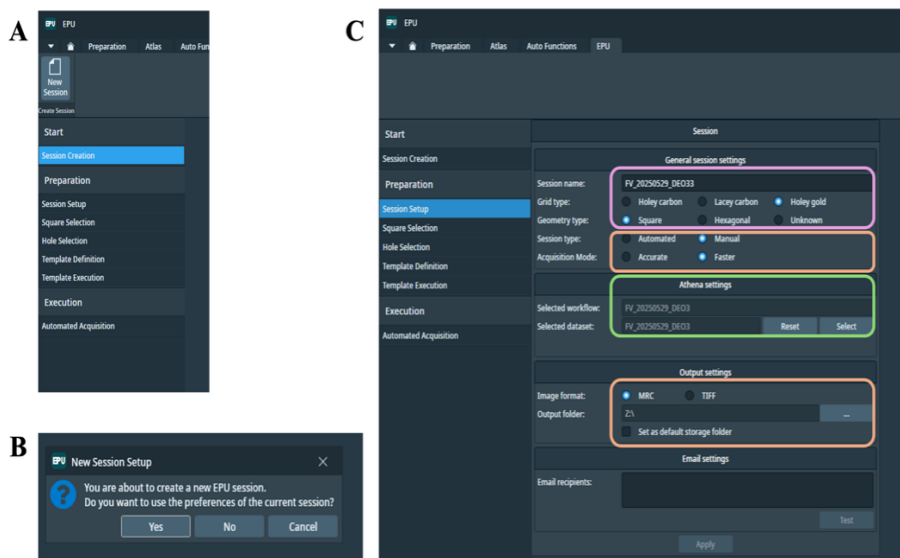 A
EPU EPU
Preparation Atlas Auto Fun
New
Session
Create Session
Start
Session Creation
Preparation
Session Setup
Square Selection
Hole Selection
Template Definition
Template Execution
Execution
Automated Acquisition
B
EPU New Session Setup
You are about to create a new EPU session.
Do you want to use the preferences of the current session?
Yes No Cancel
C
EPU EPU
Preparation Atlas Auto Functions EPU
Start
Session Creation
Preparation
Session Setup
Square Selection
Hole Selection
Template Definition
Template Execution
Execution
Automated Acquisition
Session
General session settings
Session name: FV_20250529_DEO33
Grid type: Holey carbon Lacey carbon Holey gold
Geometry type: Square Hexagonal Unknown
Session type: Automated Manual
Acquisition Mode: Accurate Faster
Athena settings
Selected workflow: FV_20250529_DEO3
Selected dataset: FV_20250529_DEO3 Reset Select
Output settings
Image format: MRC TIFF
Output folder: Z:\ ...
Set as default storage folder
Email settings
Email recipients:
Test
Apply